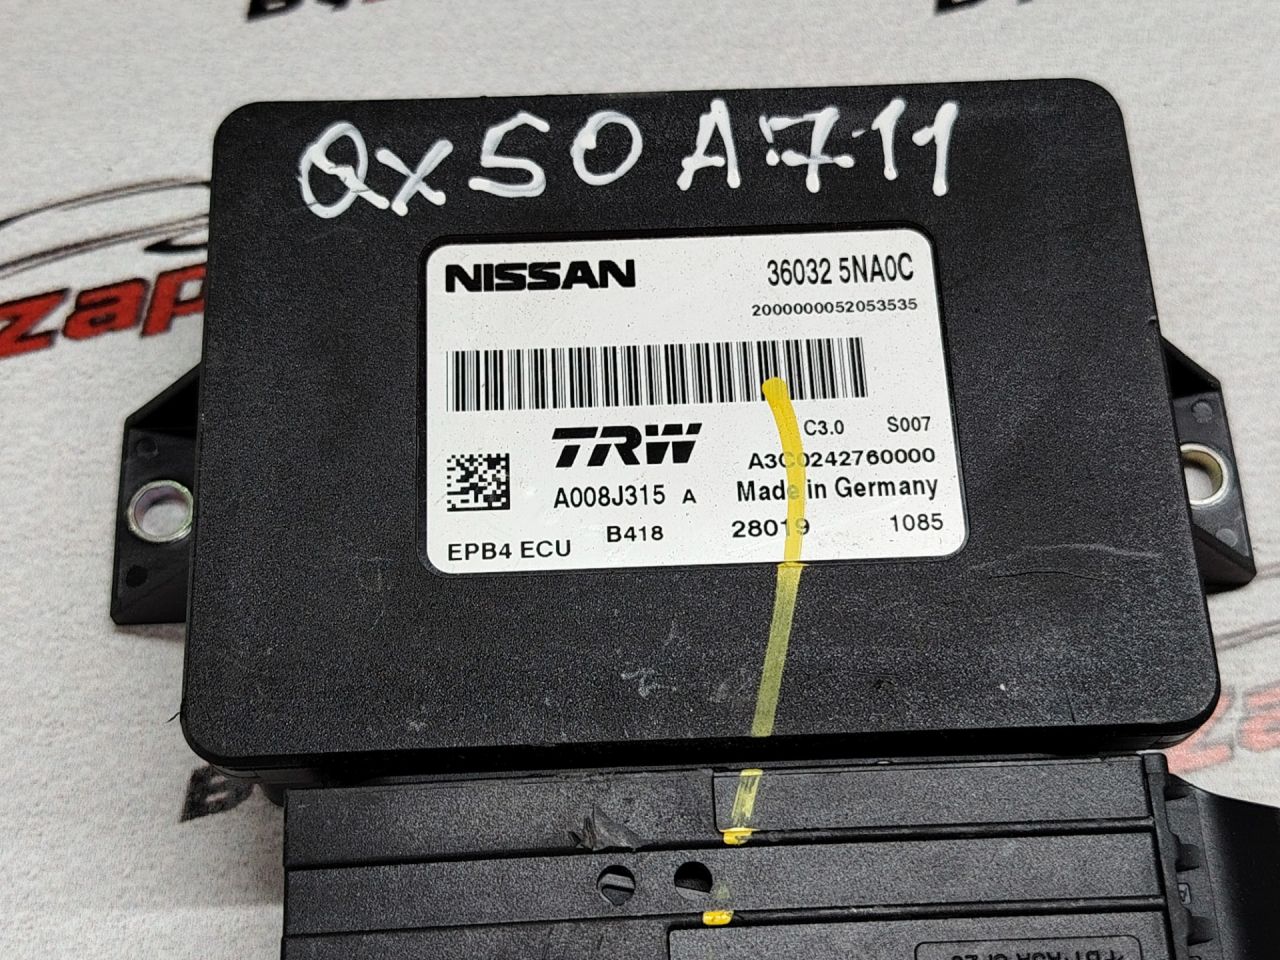 QX50 A711
NISSAN
36032 5NA0C
2000000052053535
TRW
C3.0 S007
A3C0242760000
A008J315 A
Made in Germany
EPB4 ECU
B418
28019
1085
zap